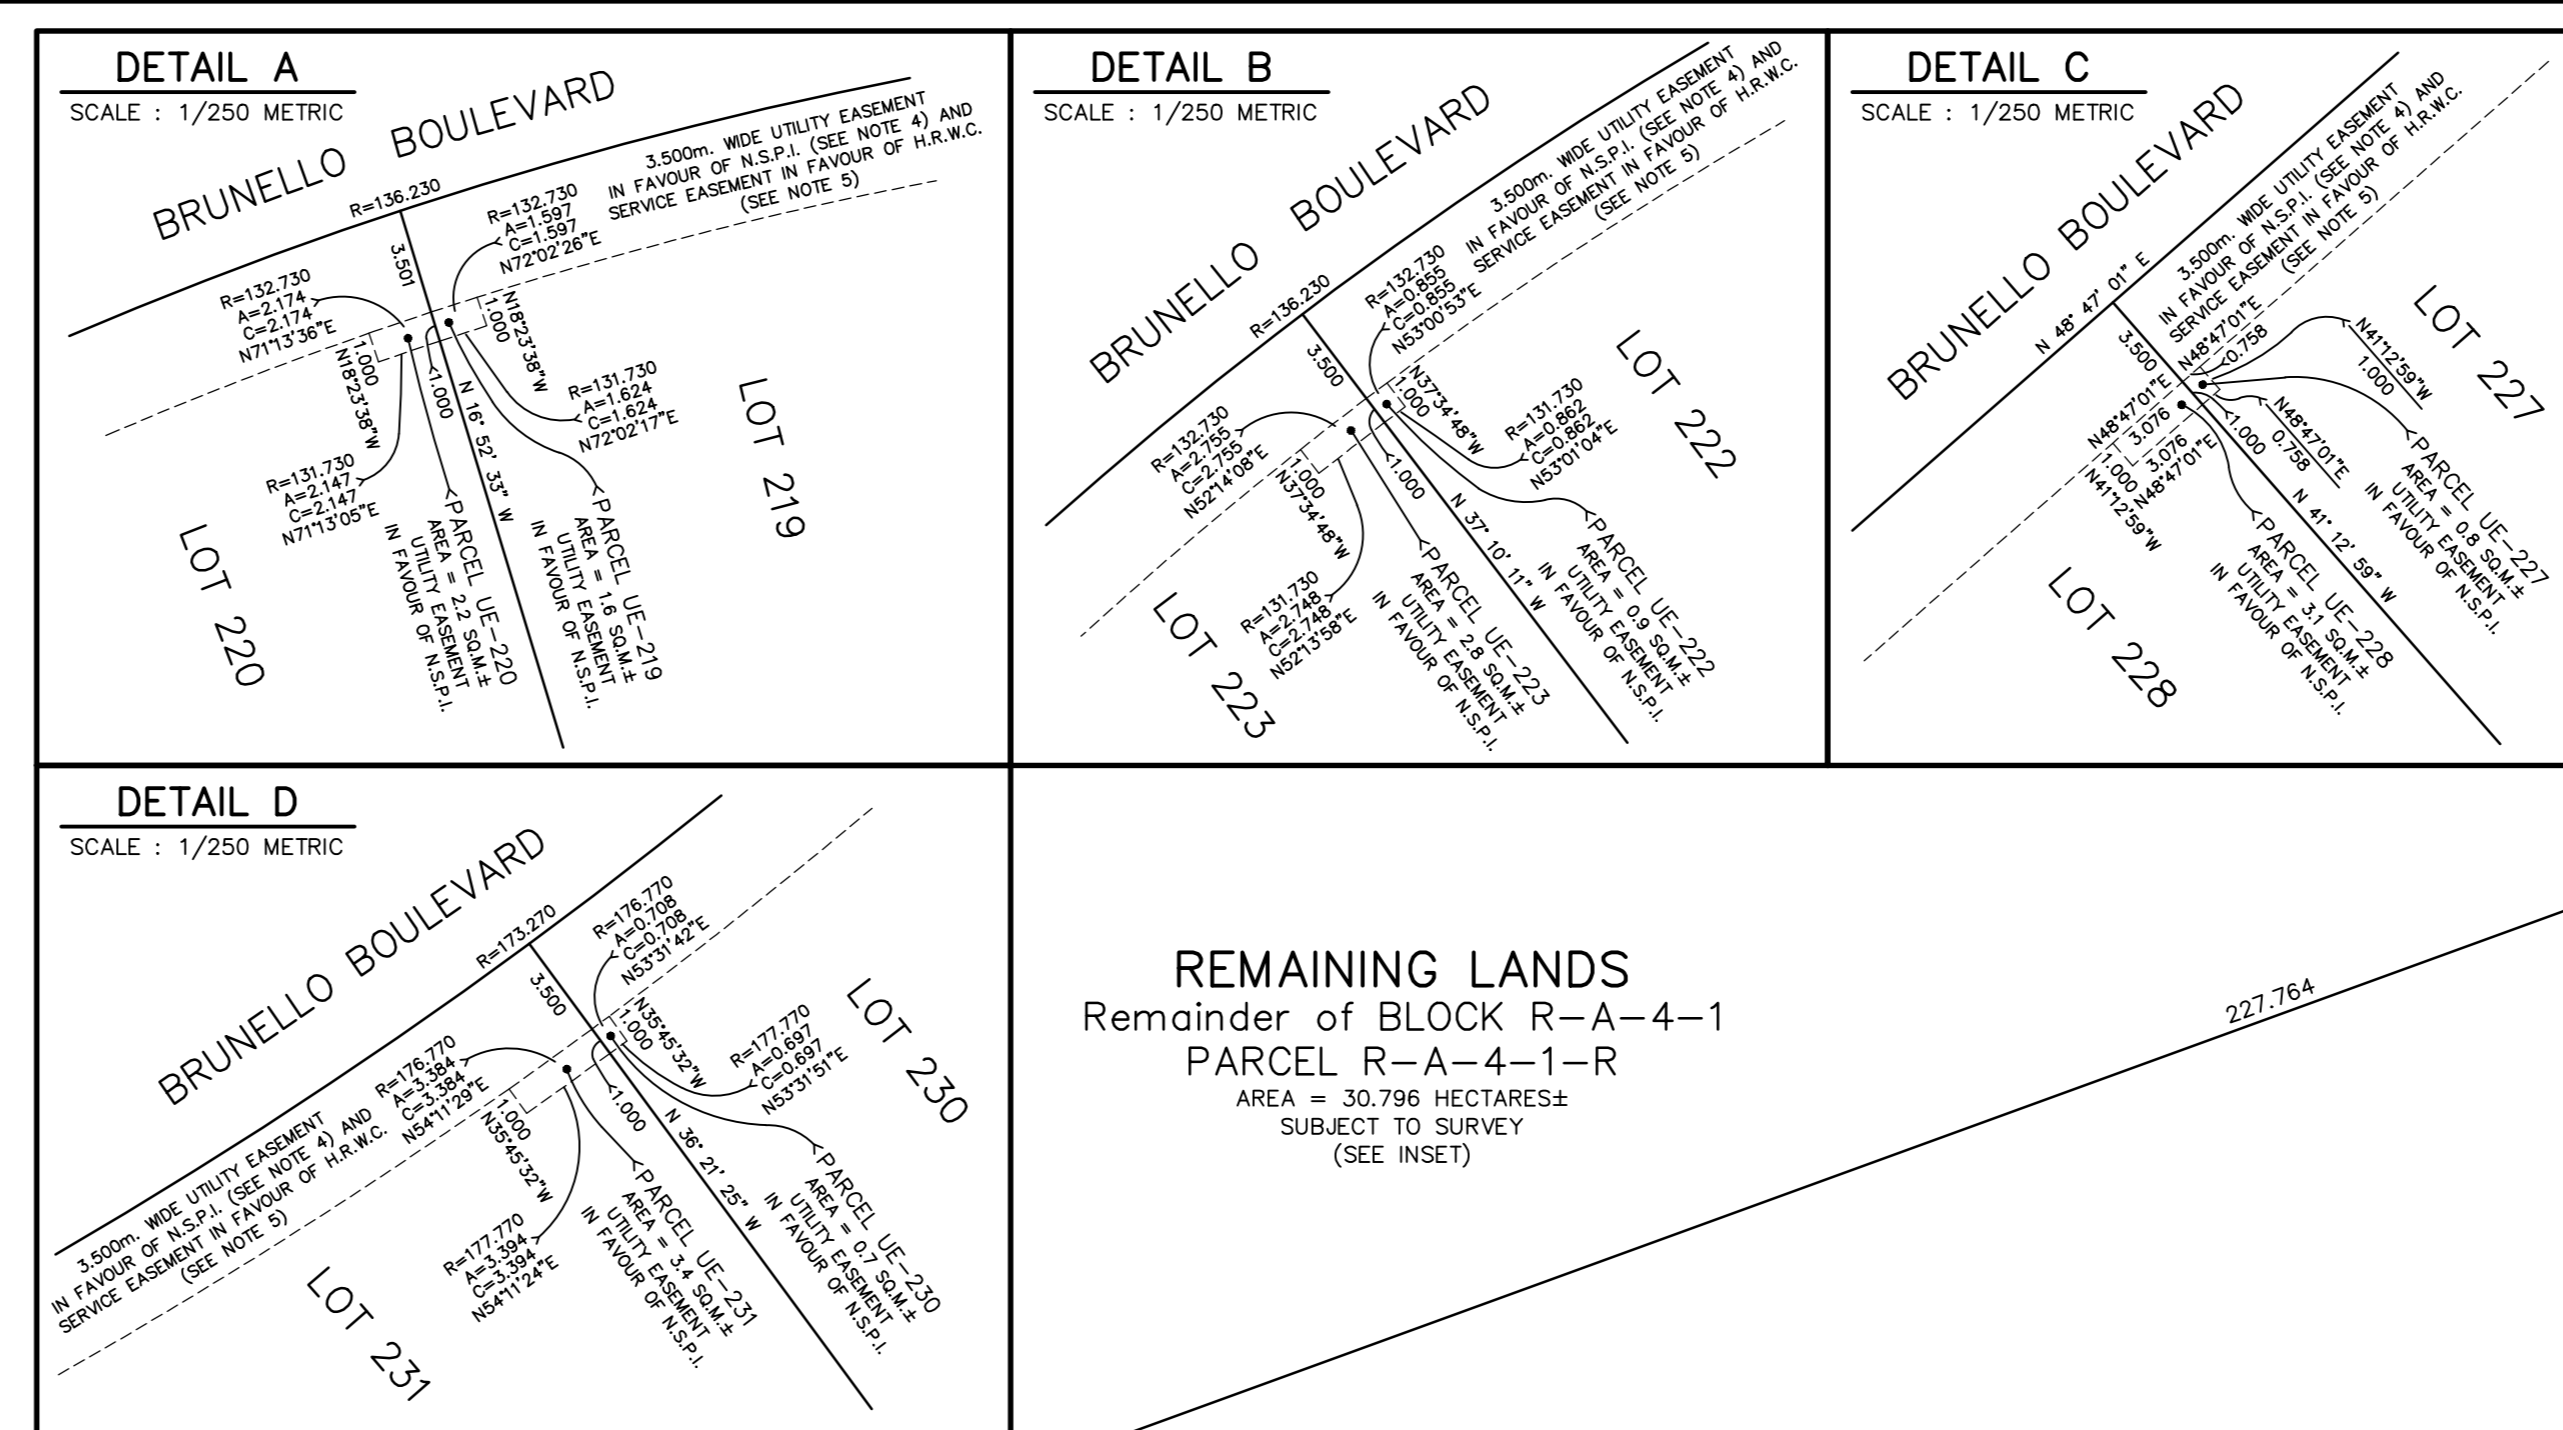 DETAIL A
SCALE : 1/250 METRIC
BRUNELLO BOULEVARD
R=136.230
3.500m. WIDE UTILITY EASEMENT
IN FAVOUR OF N.S.P.I. (SEE NOTE 4) AND
SERVICE EASEMENT IN FAVOUR OF H.R.W.C.
(SEE NOTE 5)
3.501
R=132.730
A=1.597
C=1.597
N72°02'26"E
R=132.730
A=2.174
C=2.174
N71°13'36"E
1.000
N18°23'38"W
1.000
N18°23'38"W
R=131.730
A=1.624
C=1.624
N72°02'17"E
R=131.730
A=2.147
C=2.147
N71°13'05"E
1.000
N 16° 52' 33" W
PARCEL UE-220
AREA = 2.2 SQ.M.±
UTILITY EASEMENT
IN FAVOUR OF N.S.P.I.
PARCEL UE-219
AREA = 1.6 SQ.M.±
UTILITY EASEMENT
IN FAVOUR OF N.S.P.I.
LOT 219
LOT 220
DETAIL B
SCALE : 1/250 METRIC
BRUNELLO BOULEVARD
R=136.230
3.500m. WIDE UTILITY EASEMENT
IN FAVOUR OF N.S.P.I. (SEE NOTE 4) AND
SERVICE EASEMENT IN FAVOUR OF H.R.W.C.
(SEE NOTE 5)
3.500
R=132.730
A=0.855
C=0.855
N53°00'53"E
R=132.730
A=2.755
C=2.755
N52°14'08"E
1.000
N37°34'48"W
1.000
N37°34'48"W
R=131.730
A=0.862
C=0.862
N53°01'04"E
R=131.730
A=2.748
C=2.748
N52°13'58"E
1.000
N 37° 10' 11" W
PARCEL UE-223
AREA = 2.8 SQ.M.±
UTILITY EASEMENT
IN FAVOUR OF N.S.P.I.
PARCEL UE-222
AREA = 0.9 SQ.M.±
UTILITY EASEMENT
IN FAVOUR OF N.S.P.I.
LOT 222
LOT 223
DETAIL C
SCALE : 1/250 METRIC
BRUNELLO BOULEVARD
N 48° 47' 01" E
3.500m. WIDE UTILITY EASEMENT
IN FAVOUR OF N.S.P.I. (SEE NOTE 4) AND
SERVICE EASEMENT IN FAVOUR OF H.R.W.C.
(SEE NOTE 5)
3.500
N48°47'01"E
0.758
N41°12'59"W
1.000
N48°47'01"E
0.758
N48°47'01"E
3.076
3.076
N48°47'01"E
1.000
N41°12'59"W
1.000
N 41° 12' 59" W
PARCEL UE-227
AREA = 0.8 SQ.M.±
UTILITY EASEMENT
IN FAVOUR OF N.S.P.I.
PARCEL UE-228
AREA = 3.1 SQ.M.±
UTILITY EASEMENT
IN FAVOUR OF N.S.P.I.
LOT 227
LOT 228
DETAIL D
SCALE : 1/250 METRIC
BRUNELLO BOULEVARD
R=173.270
3.500
R=176.770
A=0.708
C=0.708
N53°31'42"E
R=176.770
A=3.384
C=3.384
N54°11'29"E
1.000
N35°45'32"W
1.000
N35°45'32"W
R=177.770
A=0.697
C=0.697
N53°31'51"E
R=177.770
A=3.394
C=3.394
N54°11'24"E
1.000
N 36° 21' 25" W
3.500m. WIDE UTILITY EASEMENT
IN FAVOUR OF N.S.P.I. (SEE NOTE 4) AND
SERVICE EASEMENT IN FAVOUR OF H.R.W.C.
(SEE NOTE 5)
PARCEL UE-231
AREA = 3.4 SQ.M.±
UTILITY EASEMENT
IN FAVOUR OF N.S.P.I.
PARCEL UE-230
AREA = 0.7 SQ.M.±
UTILITY EASEMENT
IN FAVOUR OF N.S.P.I.
LOT 230
LOT 231
REMAINING LANDS
Remainder of BLOCK R-A-4-1
PARCEL R-A-4-1-R
AREA = 30.796 HECTARES±
SUBJECT TO SURVEY
(SEE INSET)
227.764